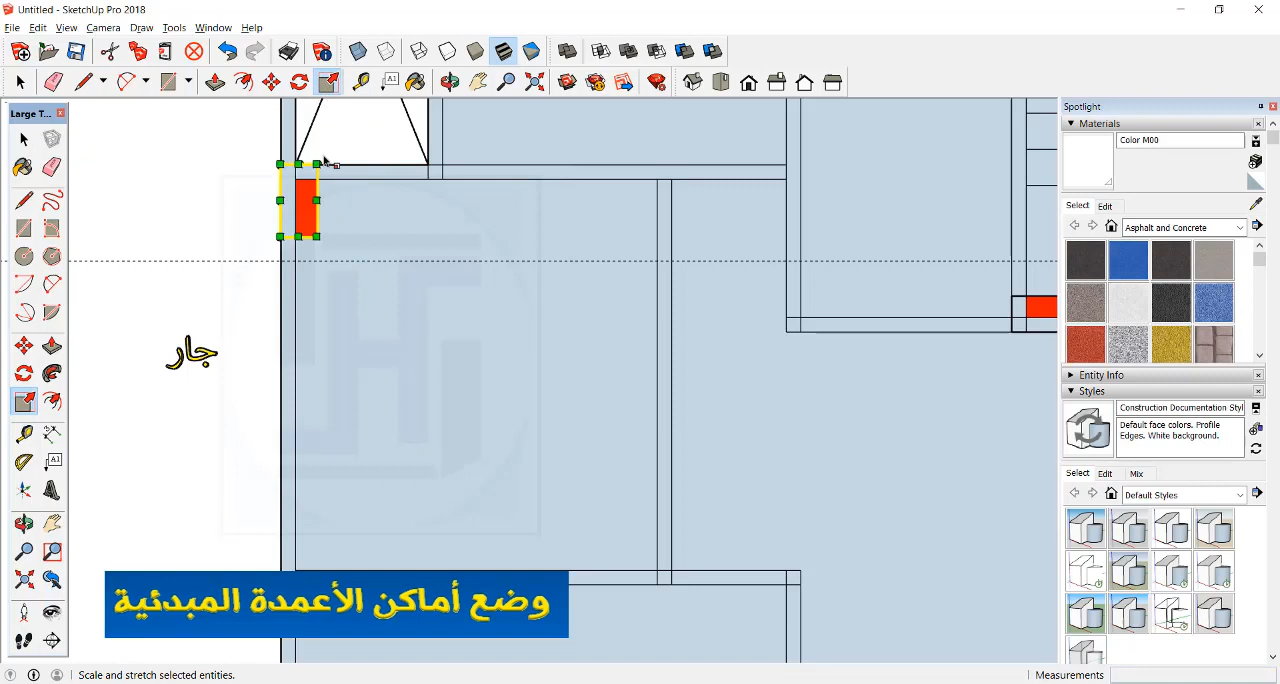 Untitled - SketchUp Pro 2018
File Edit View Camera Draw Tools Window Help
A1
Large T...
Spotlight
Materials
Color M00
Select Edit
Asphalt and Concrete
جار
Entity Info
Styles
Construction Documentation Styl
Default face colors. Profile
Edges. White background.
A1
Select Edit Mix
Default Styles
وضع أماكن الأعمدة المبدئية
Scale and stretch selected entities.
Measurements